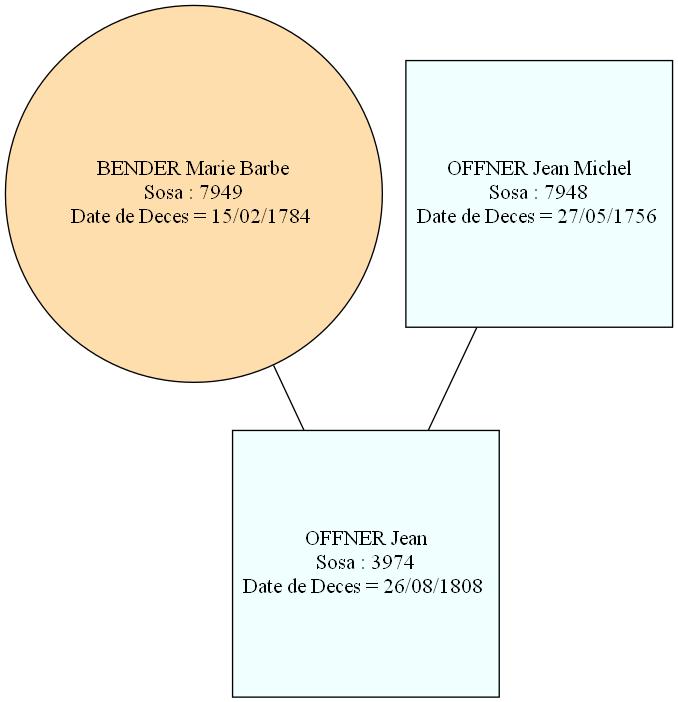 BENDER Marie Barbe
Sosa : 7949
Date de Deces = 15/02/1784
OFFNER Jean Michel
Sosa : 7948
Date de Deces = 27/05/1756
OFFNER Jean
Sosa : 3974
Date de Deces = 26/08/1808